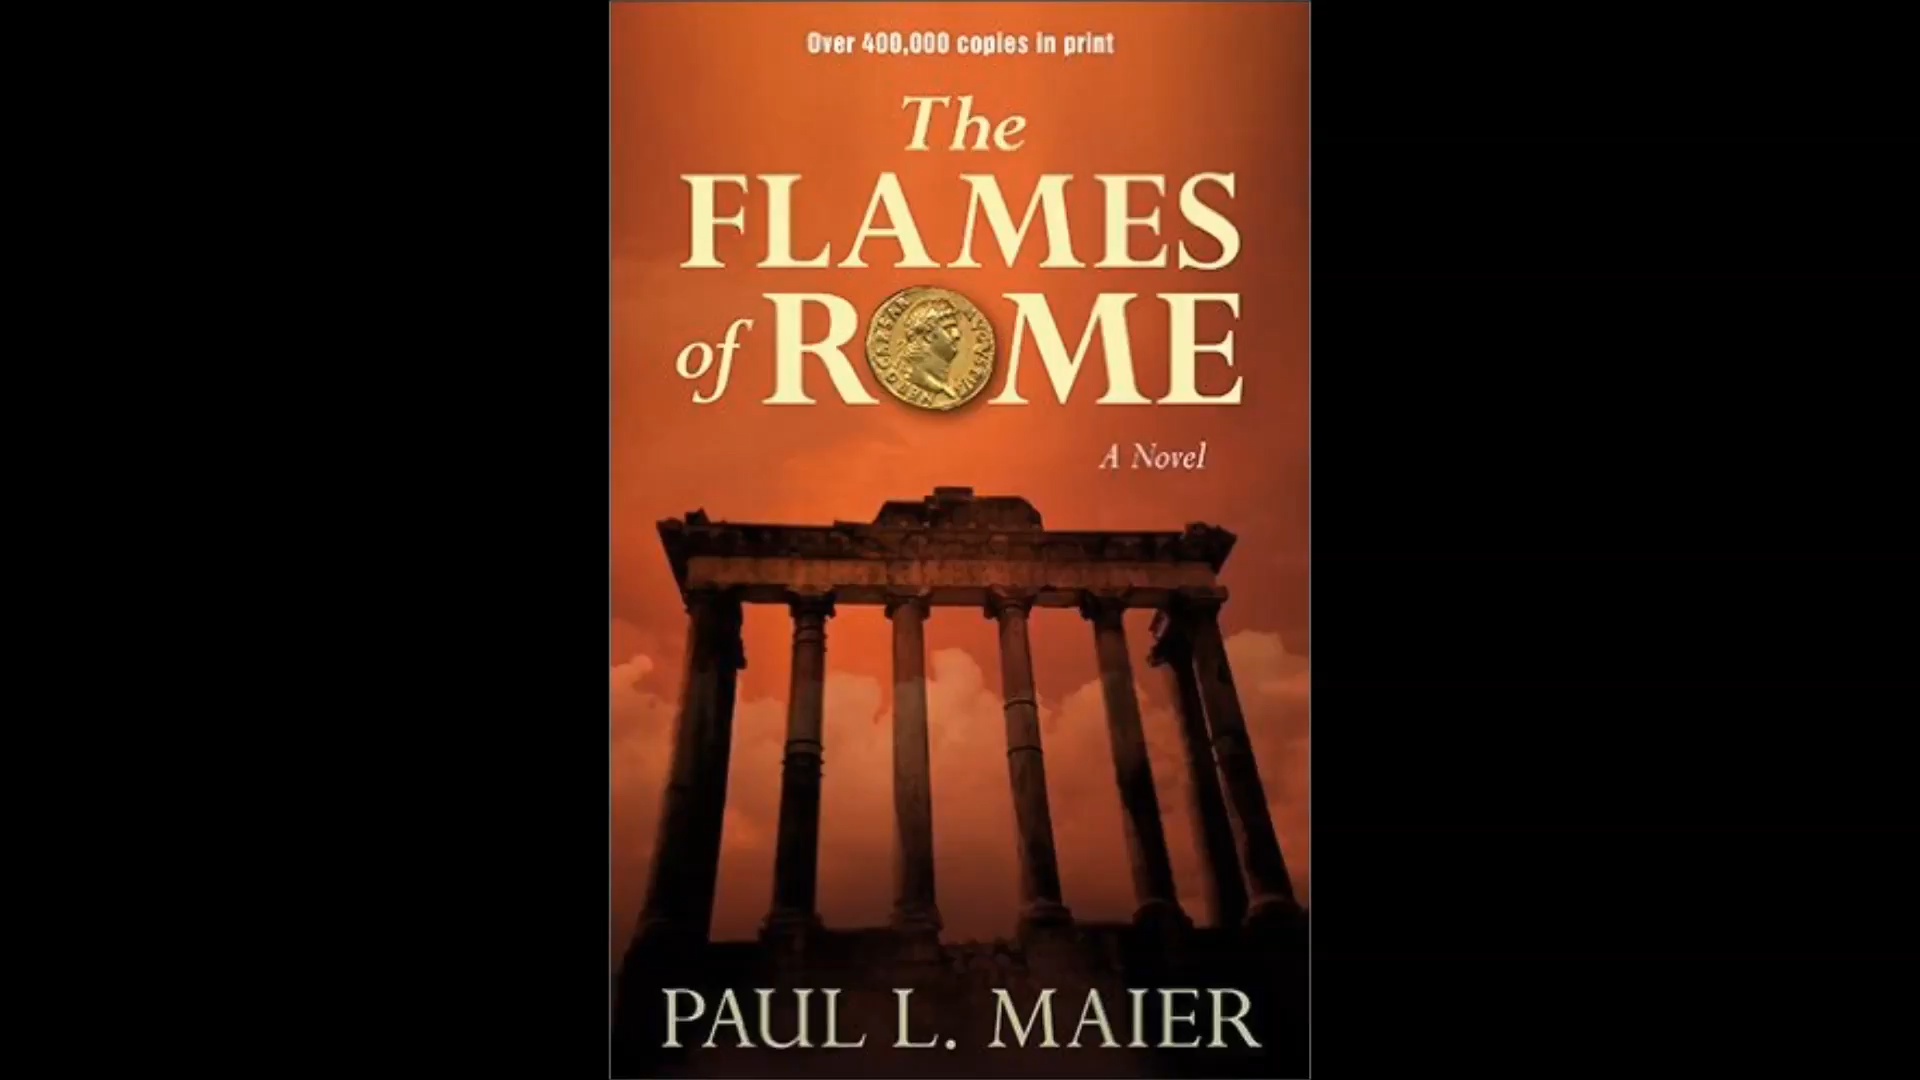 Over 400,000 copies in print
The
FLAMES
of ROME
A Novel
PAUL L. MAIER